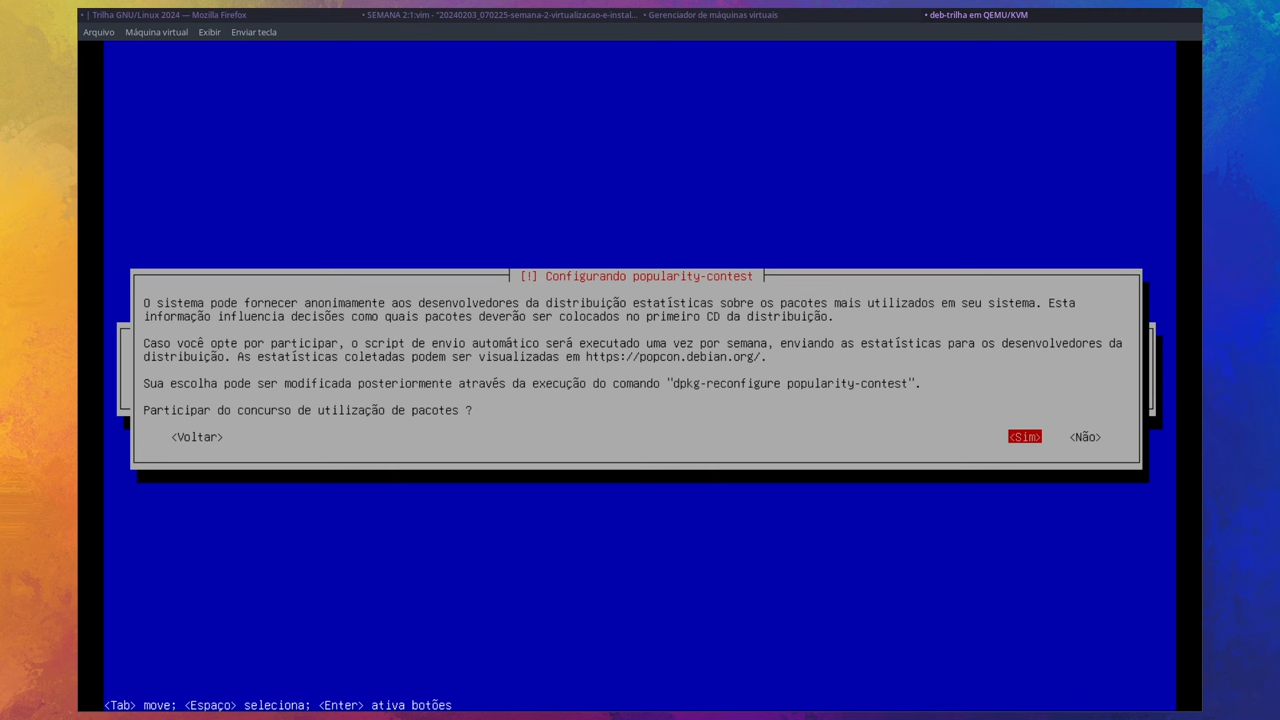 • | Trilha GNU/Linux 2024 — Mozilla Firefox
• SEMANA 2:1:vim - "20240203_070225-semana-2-virtualizacao-e-instal...
• Gerenciador de máquinas virtuais
• deb-trilha em QEMU/KVM
Arquivo Máquina virtual Exibir Enviar tecla
[!] Configurando popularity-contest
O sistema pode fornecer anonimamente aos desenvolvedores da distribuição estatísticas sobre os pacotes mais utilizados em seu sistema. Esta
informação influencia decisões como quais pacotes deverão ser colocados no primeiro CD da distribuição.
Caso você opte por participar, o script de envio automático será executado uma vez por semana, enviando as estatísticas para os desenvolvedores da
distribuição. As estatísticas coletadas podem ser visualizadas em https://popcon.debian.org/.
Sua escolha pode ser modificada posteriormente através da execução do comando "dpkg-reconfigure popularity-contest".
Participar do concurso de utilização de pacotes ?
<Voltar> <Sim> <Não>
<Tab> move; <Espaço> seleciona; <Enter> ativa botões